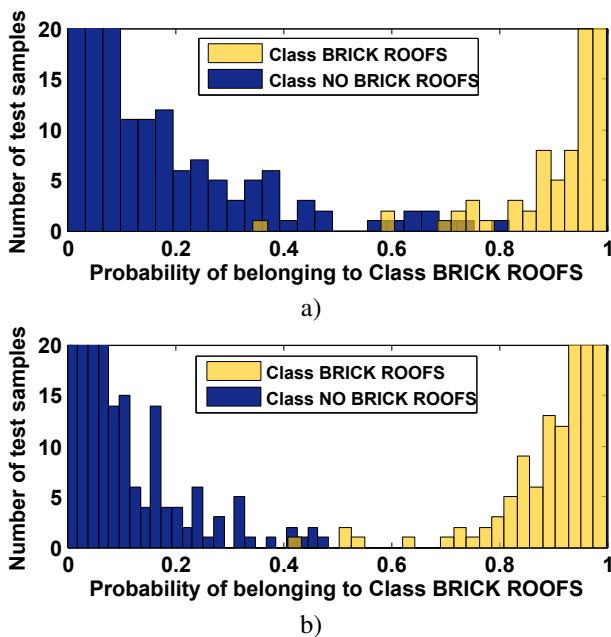 20
15
10
5
0
Number of test samples
Class BRICK ROOFS
Class NO BRICK ROOFS
0 0.2 0.4 0.6 0.8 1
Probability of belonging to Class BRICK ROOFS
a)
20
15
10
5
0
Number of test samples
Class BRICK ROOFS
Class NO BRICK ROOFS
0 0.2 0.4 0.6 0.8 1
Probability of belonging to Class BRICK ROOFS
b)